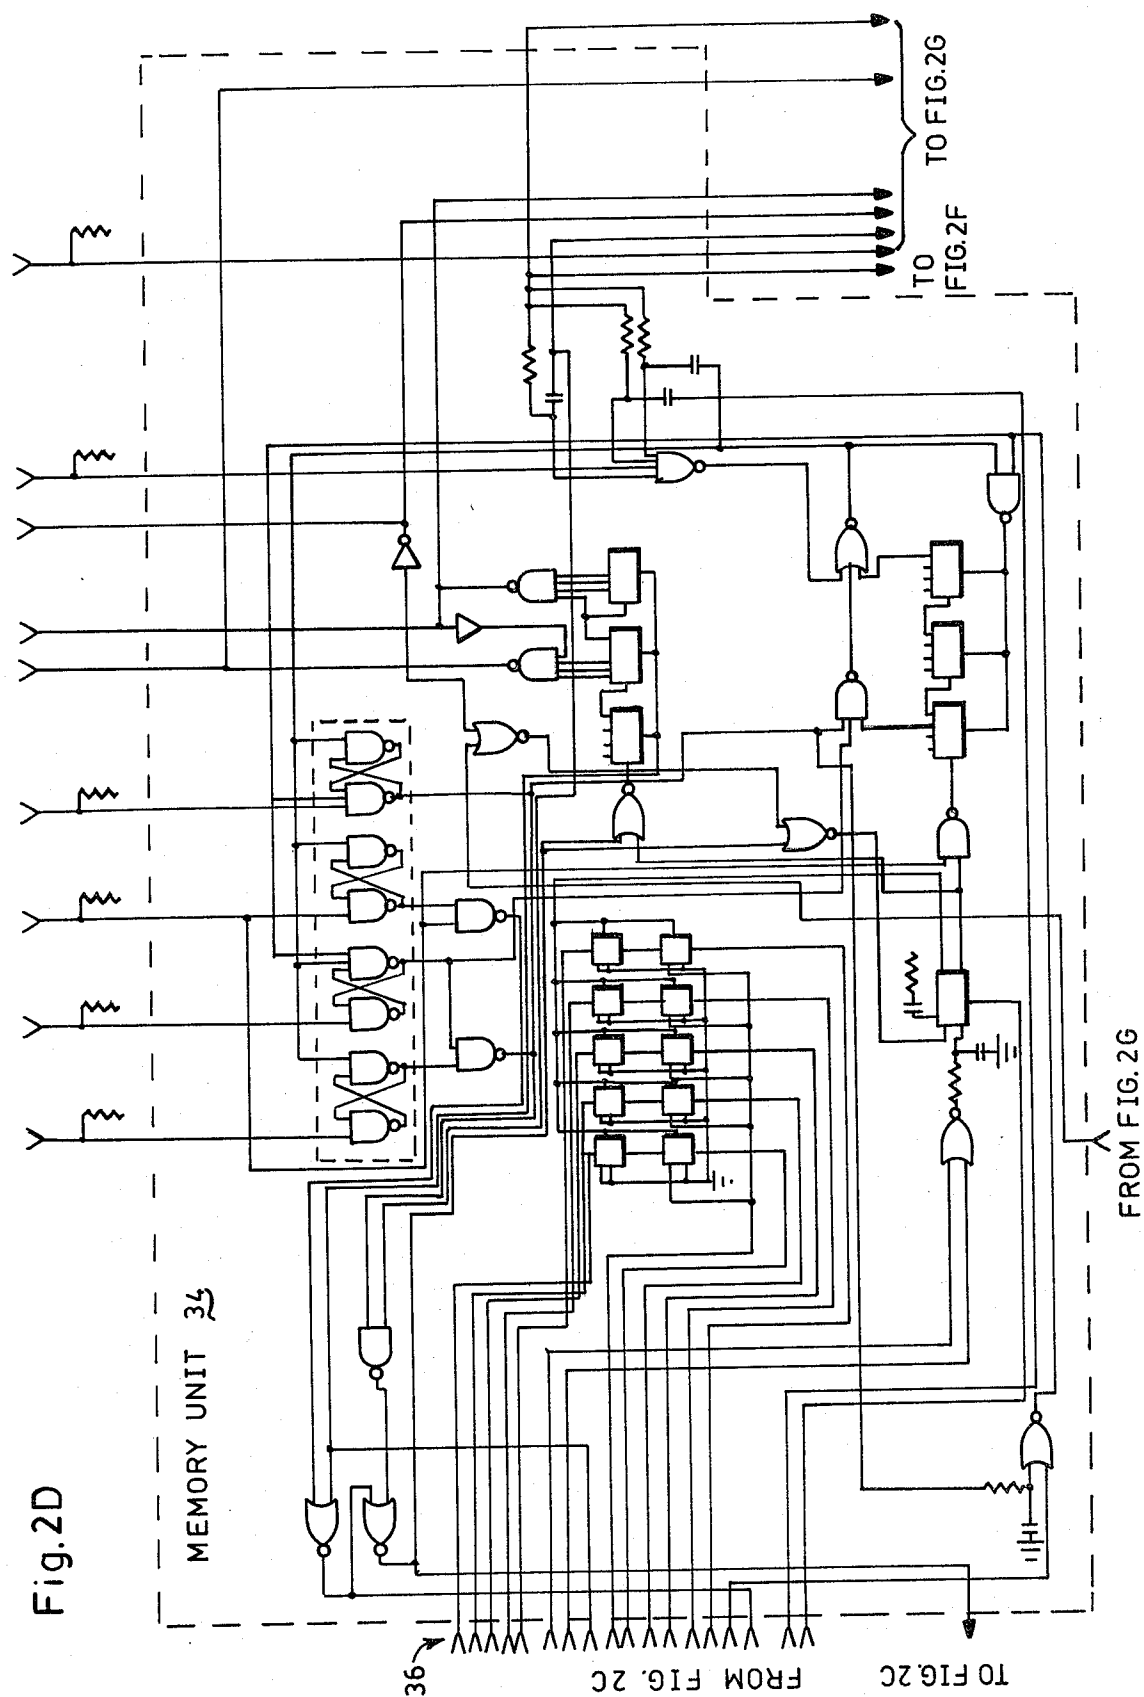 Fig.2D
MEMORY UNIT 34
36
FROM FIG. 2C
TO FIG.2C
FROM FIG.2G
TO
FIG.2F
TO FIG.2G